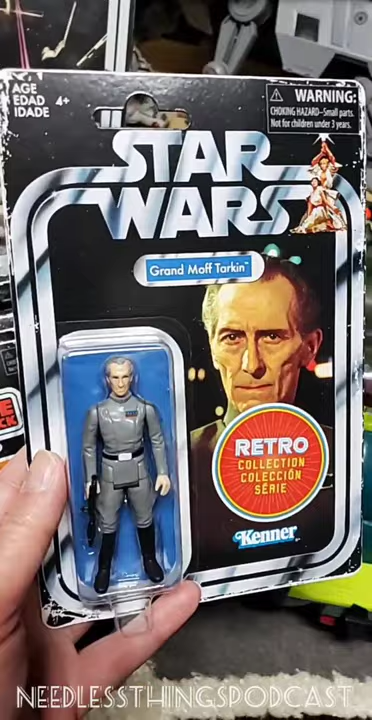 AGE
EDAD
IDADE
4+
WARNING:
CHOKING HAZARD–Small parts.
Not for children under 3 years.
STAR
WARS
Grand Moff Tarkin™
RETRO
COLLECTION
COLECCIÓN
SÉRIE
Kenner
NEEDLESSTHINGSPODCAST